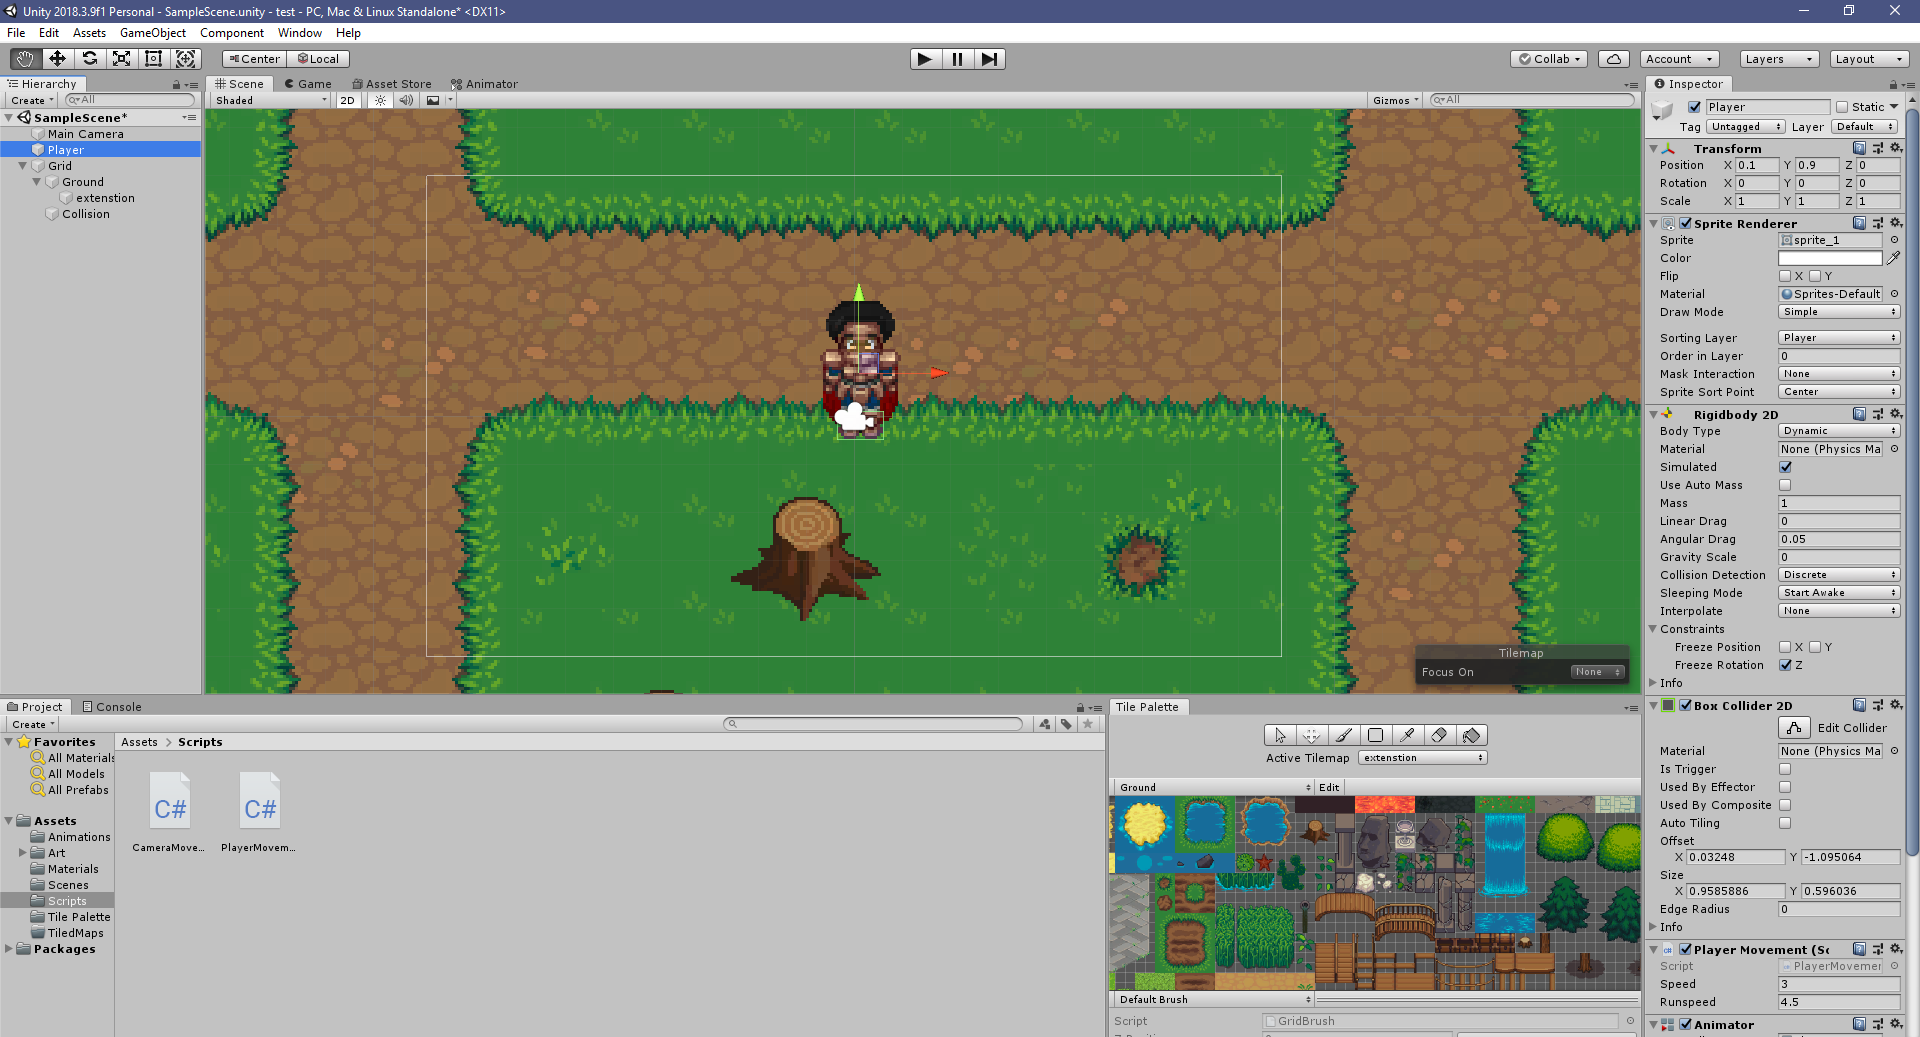 Unity 2018.3.9f1 Personal - SampleScene.unity - test - PC, Mac & Linux Standalone* <DX11>
File Edit Assets GameObject Component Window Help
Center Local Collab Account Layers Layout
Hierarchy
Create All
SampleScene*
Main Camera
Player
Grid
Ground
extenstion
Collision
Scene Game Asset Store Animator
Shaded 2D Gizmos All
Tilemap
Focus On None
Inspector
Player Static
Tag Untagged Layer Default
Transform
Position X 0.1 Y 0.9 Z 0
Rotation X 0 Y 0 Z 0
Scale X 1 Y 1 Z 1
Sprite Renderer
Sprite sprite_1
Color
Flip X Y
Material Sprites-Default
Draw Mode Simple
Sorting Layer Player
Order in Layer 0
Mask Interaction None
Sprite Sort Point Center
Rigidbody 2D
Body Type Dynamic
Material None (Physics Ma
Simulated
Use Auto Mass
Mass 1
Linear Drag 0
Angular Drag 0.05
Gravity Scale 0
Collision Detection Discrete
Sleeping Mode Start Awake
Interpolate None
Constraints
Freeze Position X Y
Freeze Rotation Z
Info
Box Collider 2D
Edit Collider
Material None (Physics Ma
Is Trigger
Used By Effector
Used By Composite
Auto Tiling
Offset
X 0.03248 Y -1.095064
Size
X 0.9585886 Y 0.596036
Edge Radius 0
Info
Player Movement (Sc
Script PlayerMovemer
Speed 3
Runspeed 4.5
Animator
Project Console
Create
Favorites
All Materials
All Models
All Prefabs
Assets
Animations
Art
Materials
Scenes
Scripts
Tile Palette
TiledMaps
Packages
Assets > Scripts
C# C#
CameraMove... PlayerMovem...
Tile Palette
Active Tilemap extenstion
Ground Edit
Default Brush
Script GridBrush